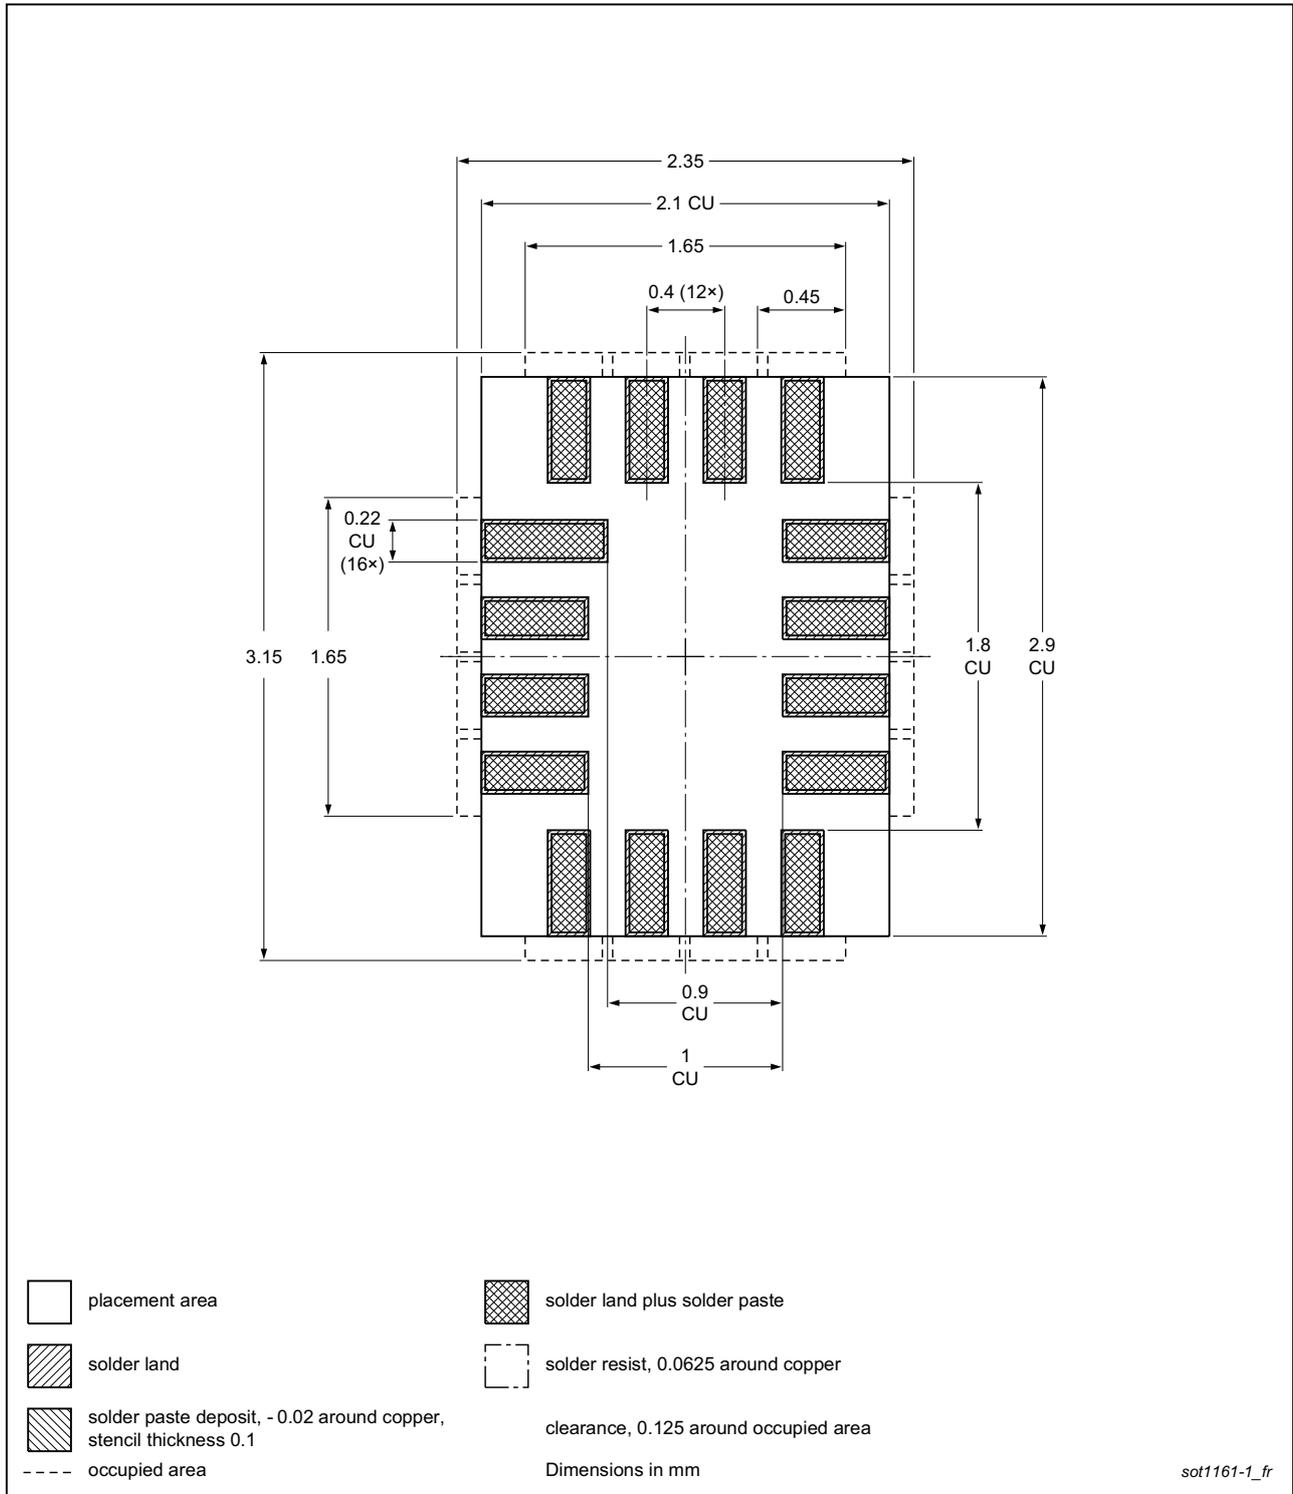 2.35
2.1 CU
1.65
0.4 (12×)
0.45
0.22
CU
(16×)
3.15
1.65
1.8
CU
2.9
CU
0.9
CU
1
CU
placement area
solder land plus solder paste
solder land
solder resist, 0.0625 around copper
solder paste deposit, - 0.02 around copper,
stencil thickness 0.1
clearance, 0.125 around occupied area
occupied area
Dimensions in mm
sot1161-1_fr